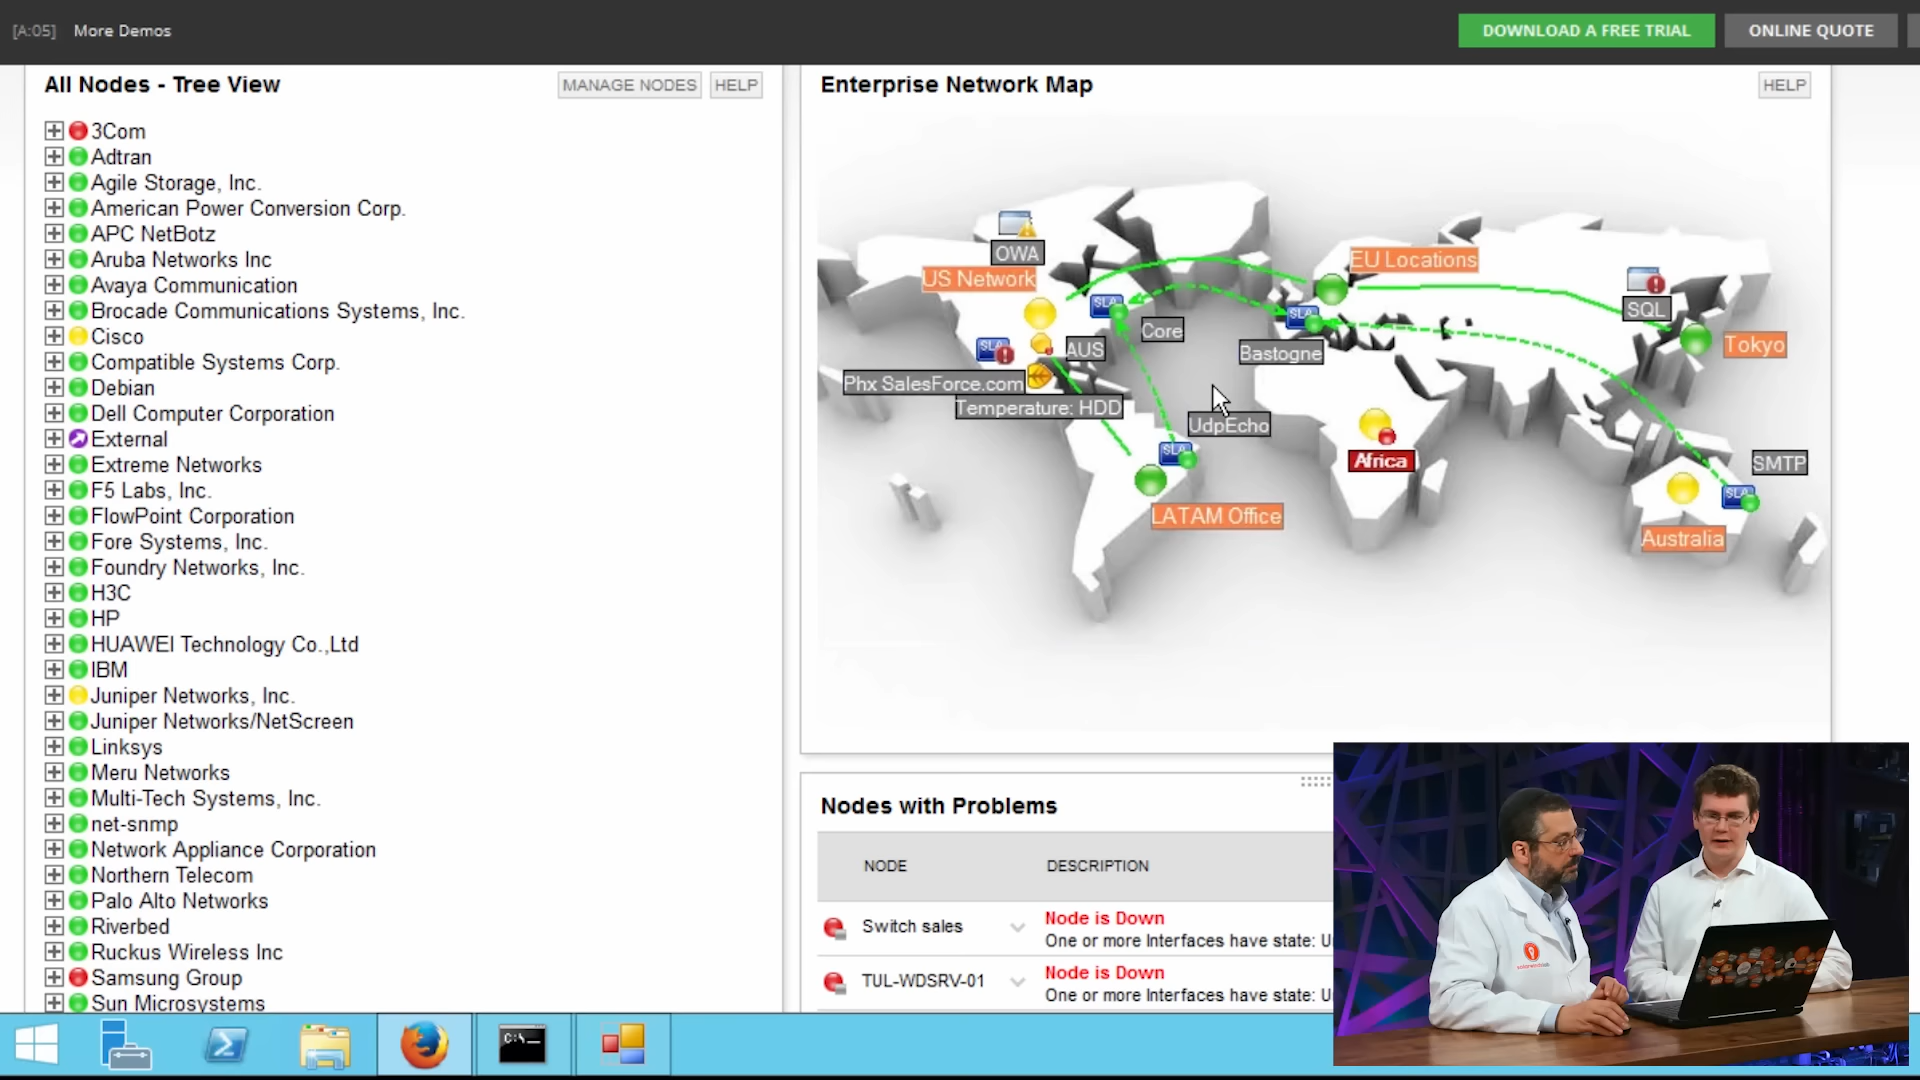 [A:05] More Demos
DOWNLOAD A FREE TRIAL
ONLINE QUOTE
All Nodes - Tree View
MANAGE NODES
HELP
3Com
Adtran
Agile Storage, Inc.
American Power Conversion Corp.
APC NetBotz
Aruba Networks Inc
Avaya Communication
Brocade Communications Systems, Inc.
Cisco
Compatible Systems Corp.
Debian
Dell Computer Corporation
External
Extreme Networks
F5 Labs, Inc.
FlowPoint Corporation
Fore Systems, Inc.
Foundry Networks, Inc.
H3C
HP
HUAWEI Technology Co.,Ltd
IBM
Juniper Networks, Inc.
Juniper Networks/NetScreen
Linksys
Meru Networks
Multi-Tech Systems, Inc.
net-snmp
Network Appliance Corporation
Northern Telecom
Palo Alto Networks
Riverbed
Ruckus Wireless Inc
Samsung Group
Sun Microsystems
Enterprise Network Map
HELP
OWA
US Network
EU Locations
SQL
SLA
SLA
Core
Tokyo
SLA
AUS
Bastogne
Phx SalesForce.com
Temperature: HDD
UdpEcho
SLA
Africa
SMTP
SLA
LATAM Office
Australia
Nodes with Problems
NODE
DESCRIPTION
Switch sales
Node is Down
One or more Interfaces have state:
TUL-WDSRV-01
Node is Down
One or more Interfaces have state:
C:\_